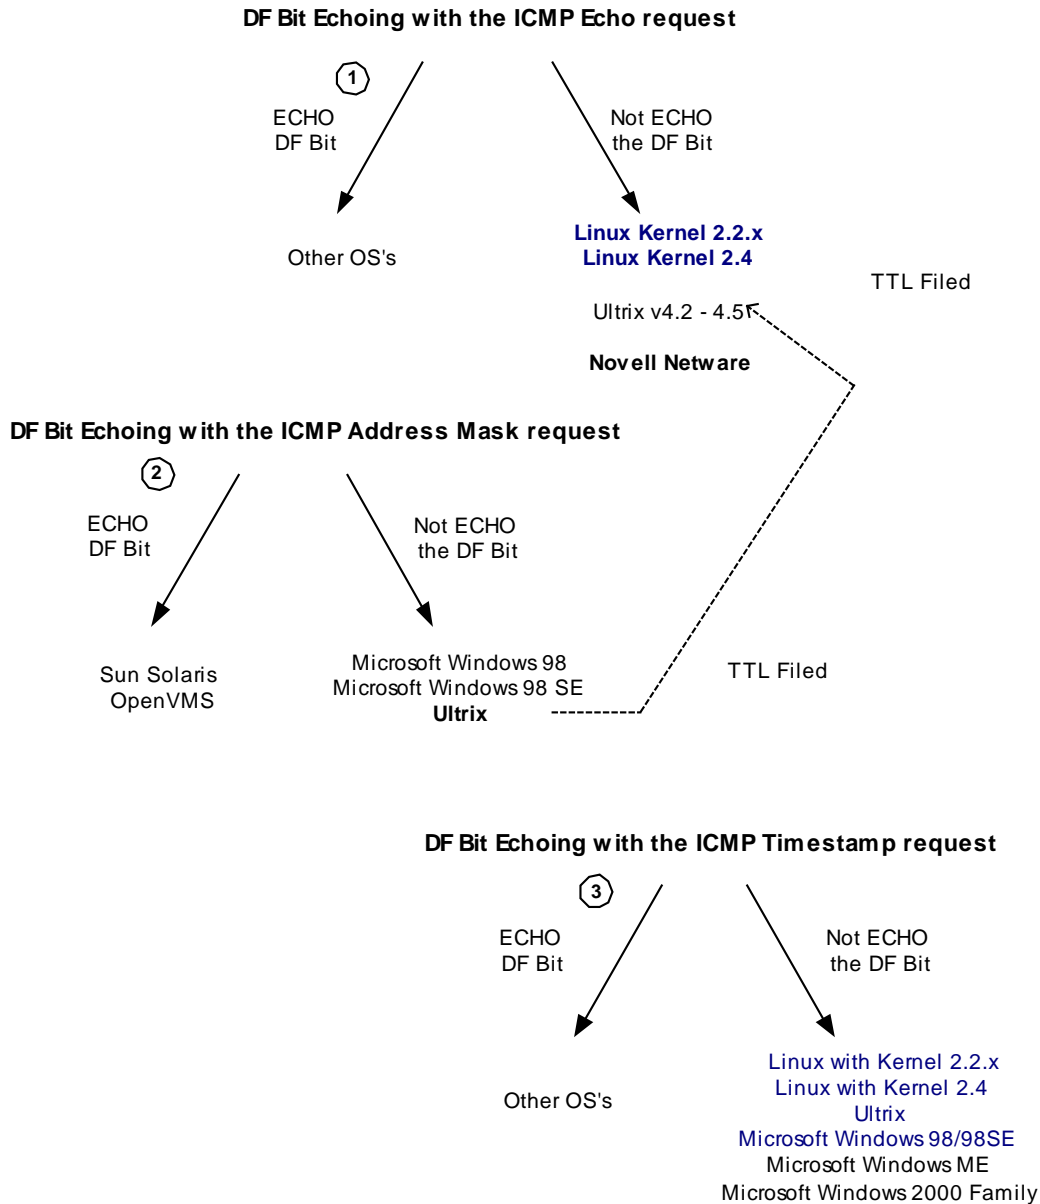 DF Bit Echoing with the ICMP Echo request
1
ECHO
DF Bit
Not ECHO
the DF Bit
Other OS's
Linux Kernel 2.2.x
Linux Kernel 2.4
TTL Filed
Ultrix v4.2 - 4.5
Novell Netware
DF Bit Echoing with the ICMP Address Mask request
2
ECHO
DF Bit
Not ECHO
the DF Bit
Sun Solaris
OpenVMS
Microsoft Windows 98
Microsoft Windows 98 SE
Ultrix
TTL Filed
DF Bit Echoing with the ICMP Timestamp request
3
ECHO
DF Bit
Not ECHO
the DF Bit
Other OS's
Linux with Kernel 2.2.x
Linux with Kernel 2.4
Ultrix
Microsoft Windows 98/98SE
Microsoft Windows ME
Microsoft Windows 2000 Family